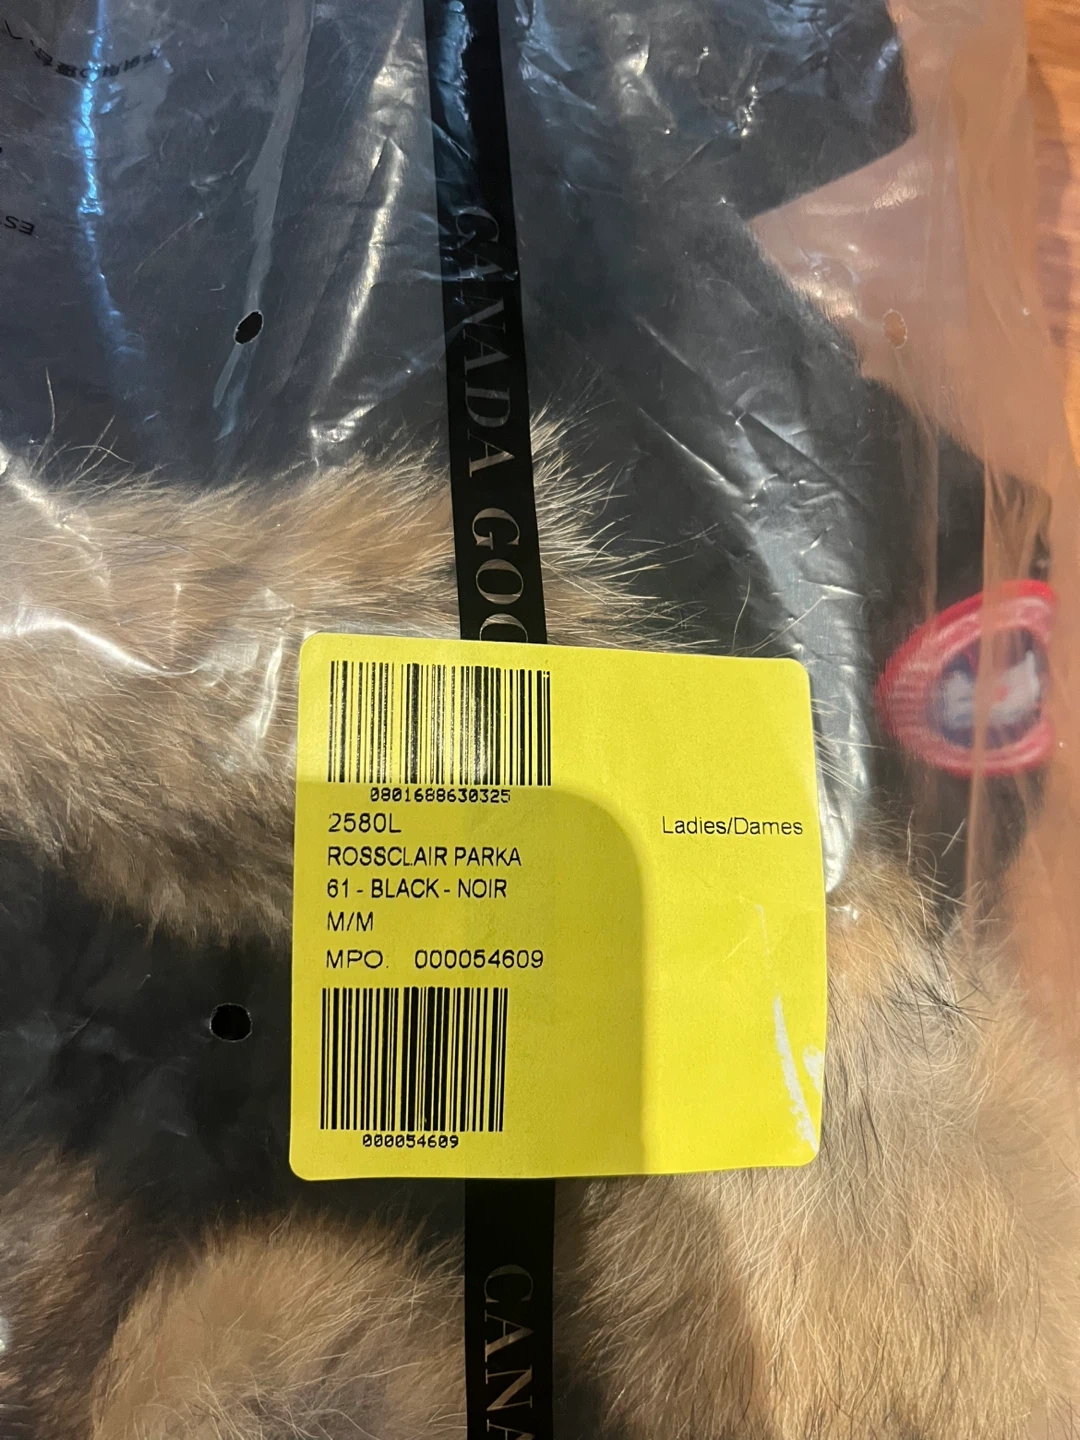 CANADA GOO
0801688630325
2580L
Ladies/Dames
ROSSCLAIR PARKA
61 - BLACK - NOIR
M/M
MPO. 000054609
000054609
CANA